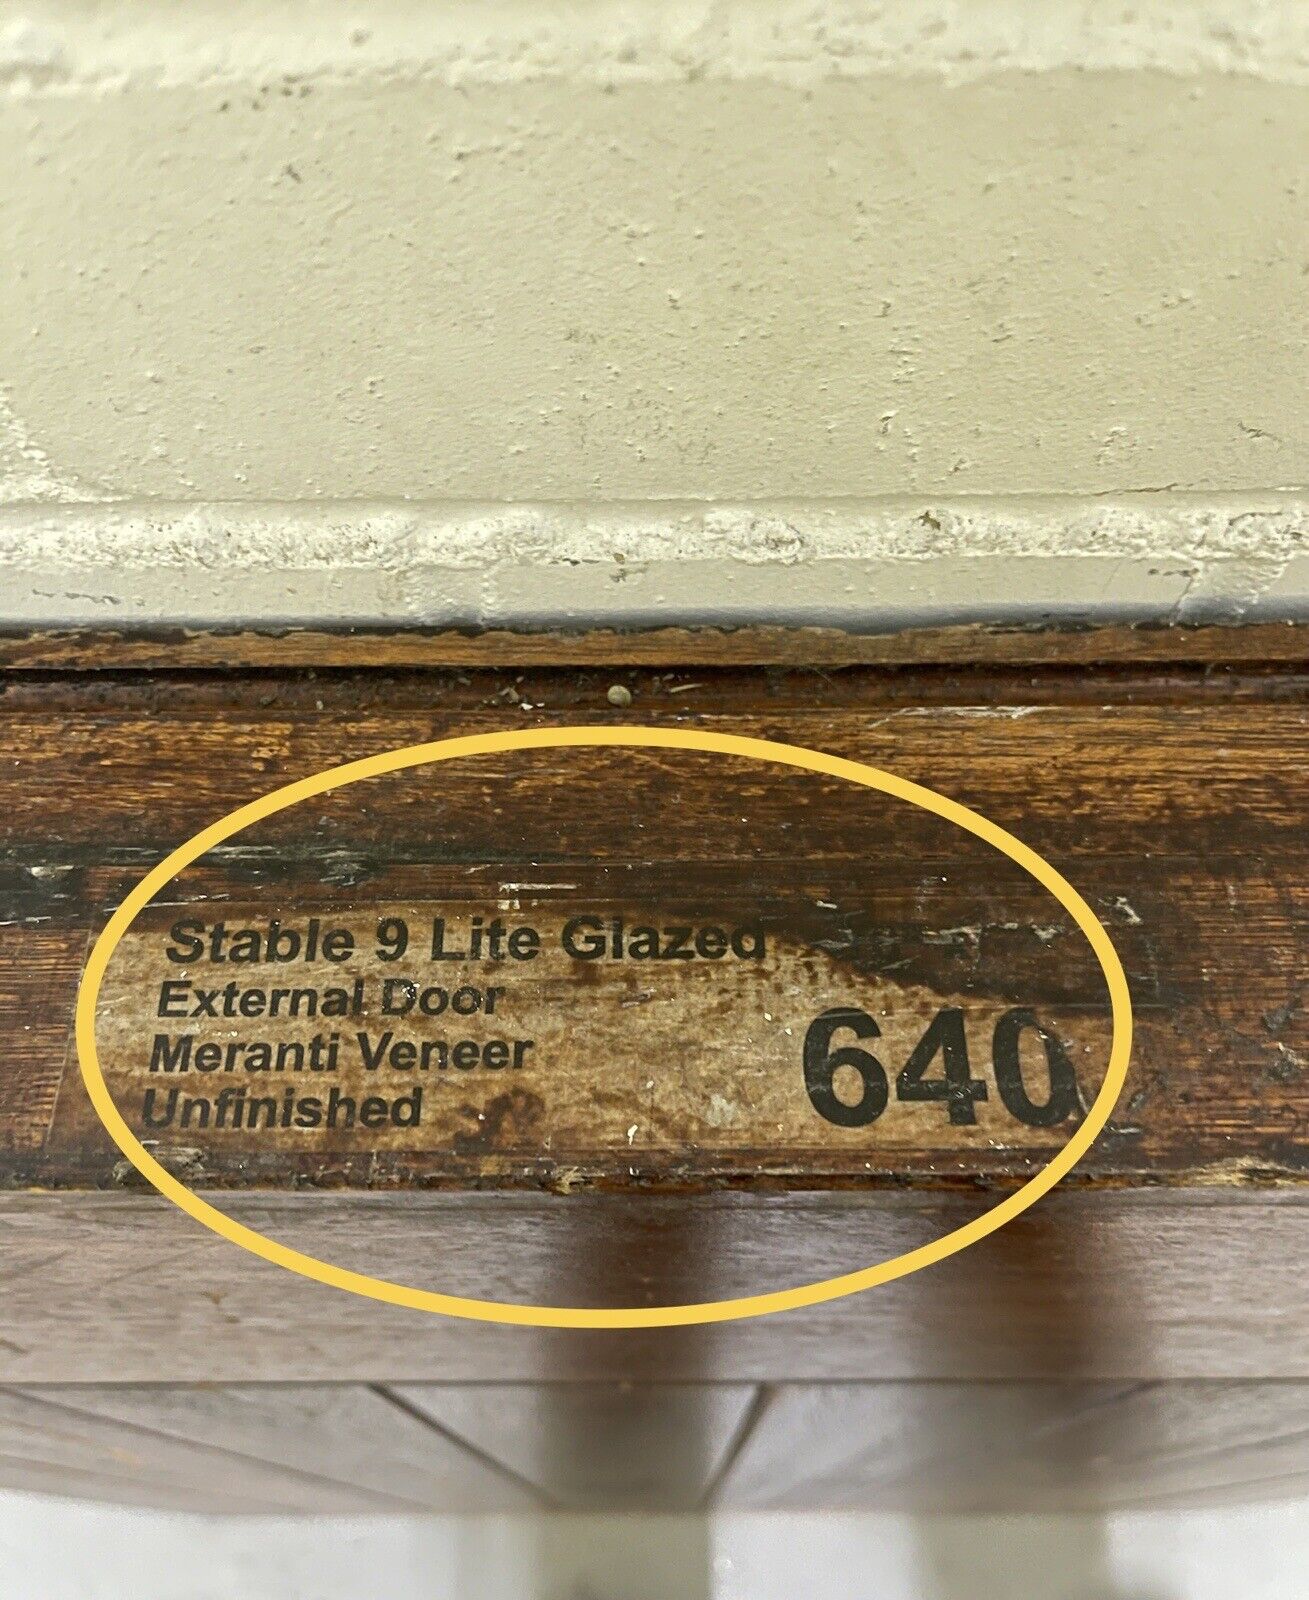 Stable 9 Lite Glazed
External Door
Meranti Veneer
Unfinished
640